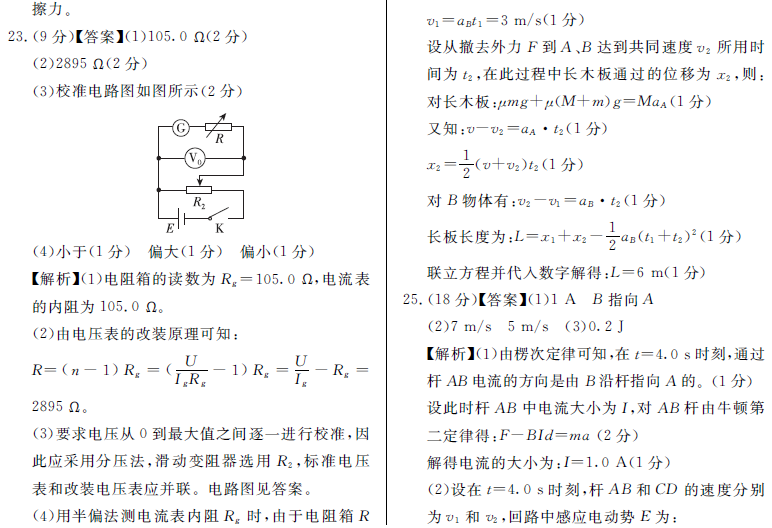 擦力。
23.(9分)【答案】(1)105.0 Ω(2分)
(2)2895 Ω(2分)
(3)校准电路图如图所示(2分)
G
R
V₀
R₂
E
K
(4)小于(1分) 偏大(1分) 偏小(1分)
【解析】(1)电阻箱的读数为R_g=105.0 Ω,电流表
的内阻为105.0 Ω。
(2)由电压表的改装原理可知:
R=(n-1)R_g=(U/(I_gR_g)-1)R_g=U/I_g-R_g=
2895 Ω。
(3)要求电压从0到最大值之间逐一进行校准,因
此应采用分压法,滑动变阻器选用R₂,标准电压
表和改装电压表应并联。电路图见答案。
(4)用半偏法测电流表内阻R_g时,由于电阻箱R
v₁=a_Bt₁=3 m/s(1分)
设从撤去外力F到A、B达到共同速度v₂所用时
间为t₂,在此过程中长木板通过的位移为x₂,则:
对长木板:μmg+μ(M+m)g=Ma_A(1分)
又知:v-v₂=a_A·t₂(1分)
x₂=1/2(v+v₂)t₂(1分)
对B物体有:v₂-v₁=a_B·t₂(1分)
长板长度为:L=x₁+x₂-1/2a_B(t₁+t₂)²(1分)
联立方程并代入数字解得:L=6 m(1分)
25.(18分)【答案】(1)1 A B指向A
(2)7 m/s 5 m/s (3)0.2 J
【解析】(1)由楞次定律可知,在t=4.0 s时刻,通过
杆AB电流的方向是由B沿杆指向A的。(1分)
设此时杆AB中电流大小为I,对AB杆由牛顿第
二定律得:F-BId=ma (2分)
解得电流的大小为:I=1.0 A(1分)
(2)设在t=4.0 s时刻,杆AB和CD的速度分别
为v₁和v₂,回路中感应电动势E为: